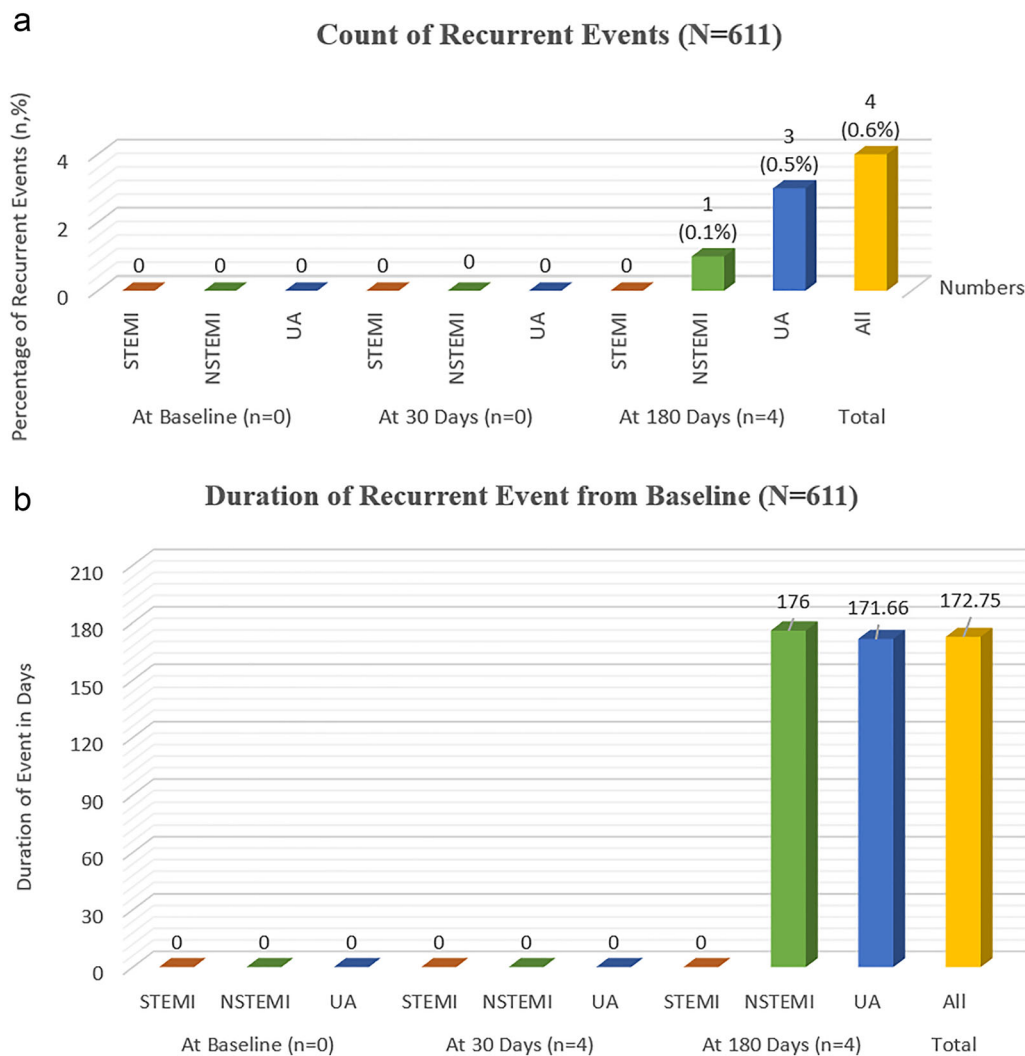 a
Count of Recurrent Events (N=611)
Percentage of Recurrent Events (n,%)
4
2
0
0
0
0
0
0
0
0
1
(0.1%)
3
(0.5%)
4
(0.6%)
Numbers
STEMI
NSTEMI
UA
STEMI
NSTEMI
UA
STEMI
NSTEMI
UA
All
At Baseline (n=0)
At 30 Days (n=0)
At 180 Days (n=4)
Total
b
Duration of Recurrent Event from Baseline (N=611)
Duration of Event in Days
210
180
150
120
90
60
30
0
0
0
0
0
0
0
0
176
171.66
172.75
STEMI
NSTEMI
UA
STEMI
NSTEMI
UA
STEMI
NSTEMI
UA
All
At Baseline (n=0)
At 30 Days (n=4)
At 180 Days (n=4)
Total